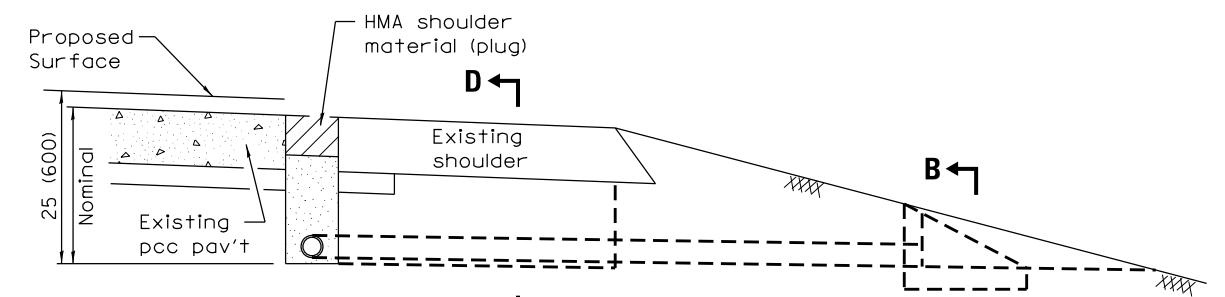 HMA shoulder
material (plug)
Proposed
Surface
D
Existing
shoulder
B
25 (600)
Nominal
Existing
pcc pav't